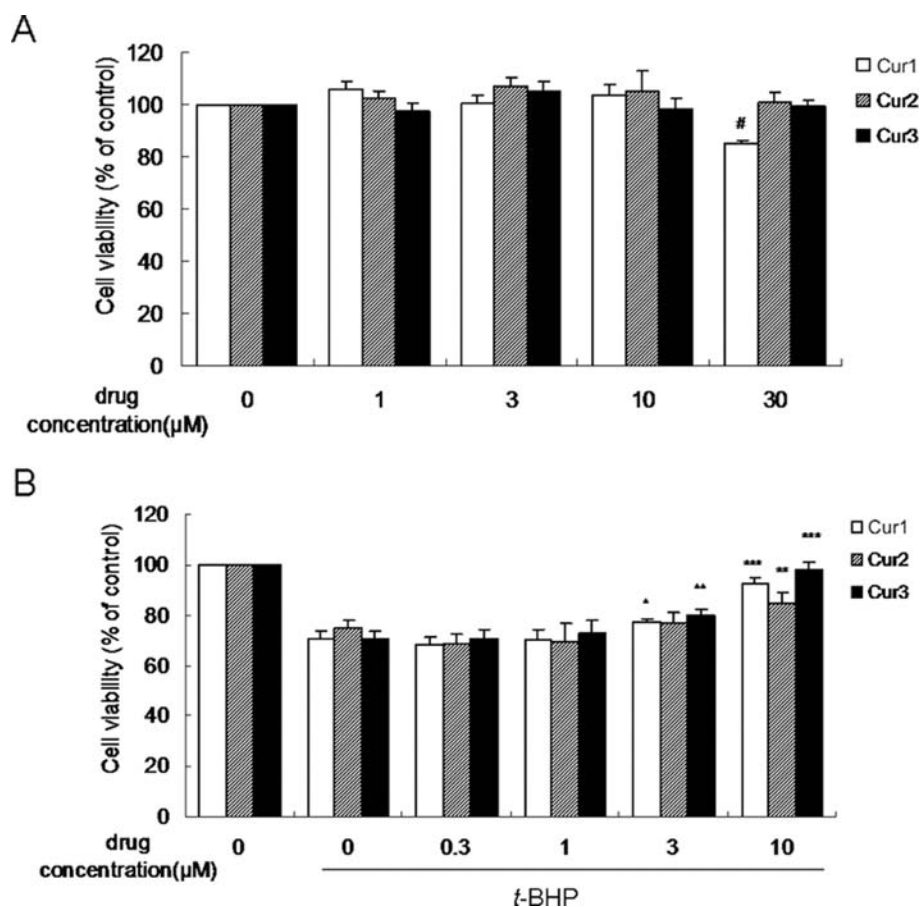 A
Cell viability (% of control)
120
100
80
60
40
20
0
#
Cur1
Cur2
Cur3
drug
concentration(µM)
0 1 3 10 30
B
Cell viability (% of control)
120
100
80
60
40
20
0
* ** *** ** ***
Cur1
Cur2
Cur3
drug
concentration(µM)
0 0 0.3 1 3 10
t-BHP